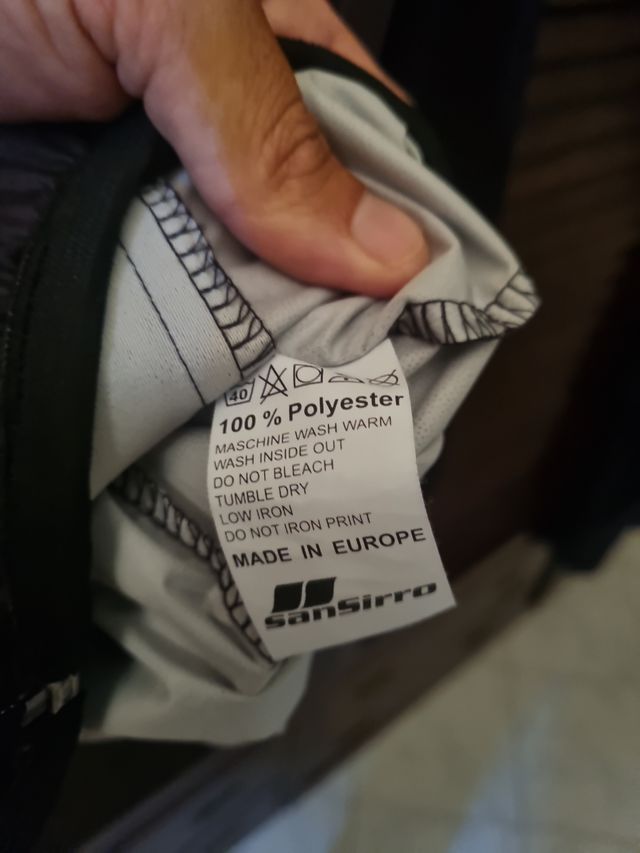 40
100 % Polyester
MASCHINE WASH WARM
WASH INSIDE OUT
DO NOT BLEACH
TUMBLE DRY
LOW IRON
DO NOT IRON PRINT
MADE IN EUROPE
sanSirro